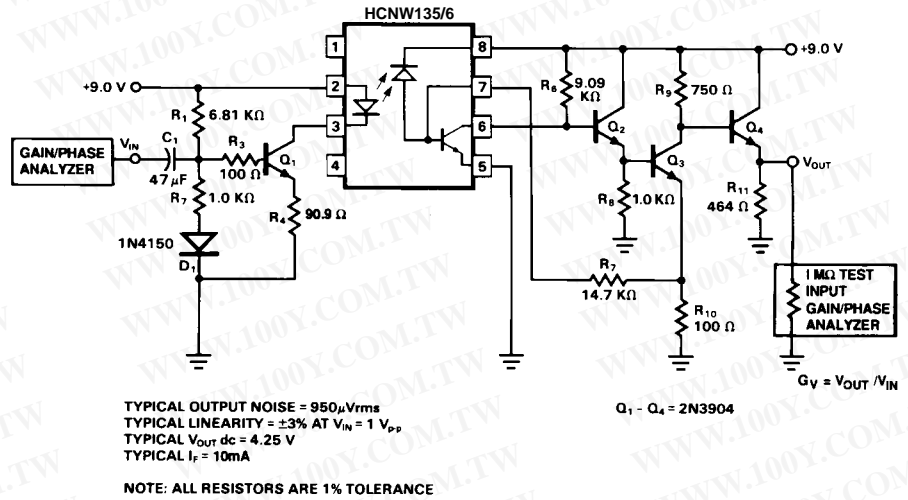 HCNW135/6
1
2
3
4
8
7
6
5
+9.0 V
R1
6.81 KΩ
GAIN/PHASE
ANALYZER
VIN
C1
47 μF
R3
100 Ω
Q1
R7
1.0 KΩ
R4
90.9 Ω
1N4150
D1
+9.0 V
R6
9.09
KΩ
R9
750 Ω
Q2
Q3
Q4
VOUT
R8
1.0 KΩ
R11
464 Ω
R7
14.7 KΩ
R10
100 Ω
1 MΩ TEST
INPUT
GAIN/PHASE
ANALYZER
GV = VOUT /VIN
Q1 - Q4 = 2N3904
TYPICAL OUTPUT NOISE = 950μVrms
TYPICAL LINEARITY = ±3% AT VIN = 1 Vp-p
TYPICAL VOUT dc = 4.25 V
TYPICAL IF = 10mA
NOTE: ALL RESISTORS ARE 1% TOLERANCE
WWW.100Y.COM.TW